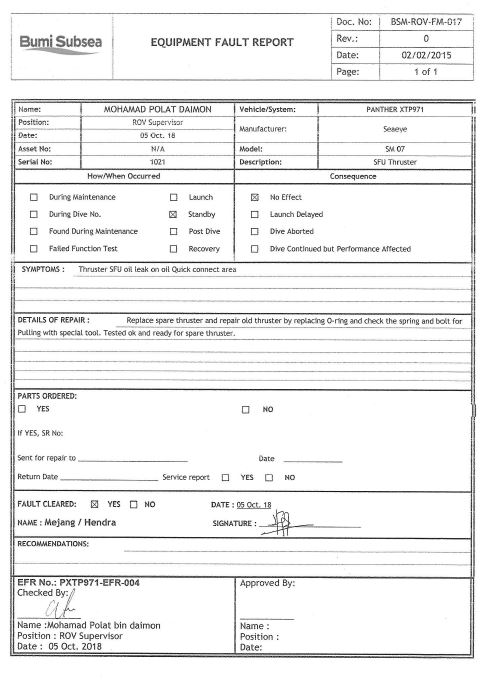 Bumi Subsea
EQUIPMENT FAULT REPORT
Doc. No: BSM-ROV-FM-017
Rev.: 0
Date: 02/02/2015
Page: 1 of 1
Name: MOHAMAD POLAT DAIMON Vehicle/System: PANTHER XTP971
Position: ROV Supervisor Manufacturer: Seaeye
Date: 05 Oct. 18
Asset No: N/A Model: SM 07
Serial No: 1021 Description: SFU Thruster
How/When Occurred Consequence
☐ During Maintenance ☐ Launch ☒ No Effect
☐ During Dive No. ☒ Standby ☐ Launch Delayed
☐ Found During Maintenance ☐ Post Dive ☐ Dive Aborted
☐ Failed Function Test ☐ Recovery ☐ Dive Continued but Performance Affected
SYMPTOMS : Thruster SFU oil leak on oil Quick connect area
DETAILS OF REPAIR : Replace spare thruster and repair old thruster by replacing O-ring and check the spring and bolt for
Pulling with special tool. Tested ok and ready for spare thruster.
PARTS ORDERED:
☐ YES ☐ NO
If YES, SR No:
Sent for repair to Date
Return Date Service report ☐ YES ☐ NO
FAULT CLEARED: ☒ YES ☐ NO DATE : 05 Oct. 18
NAME : Mejang / Hendra SIGNATURE :
RECOMMENDATIONS:
EFR No.: PXTP971-EFR-004 Approved By:
Checked By:
Name :Mohamad Polat bin daimon Name :
Position : ROV Supervisor Position :
Date : 05 Oct. 2018 Date: